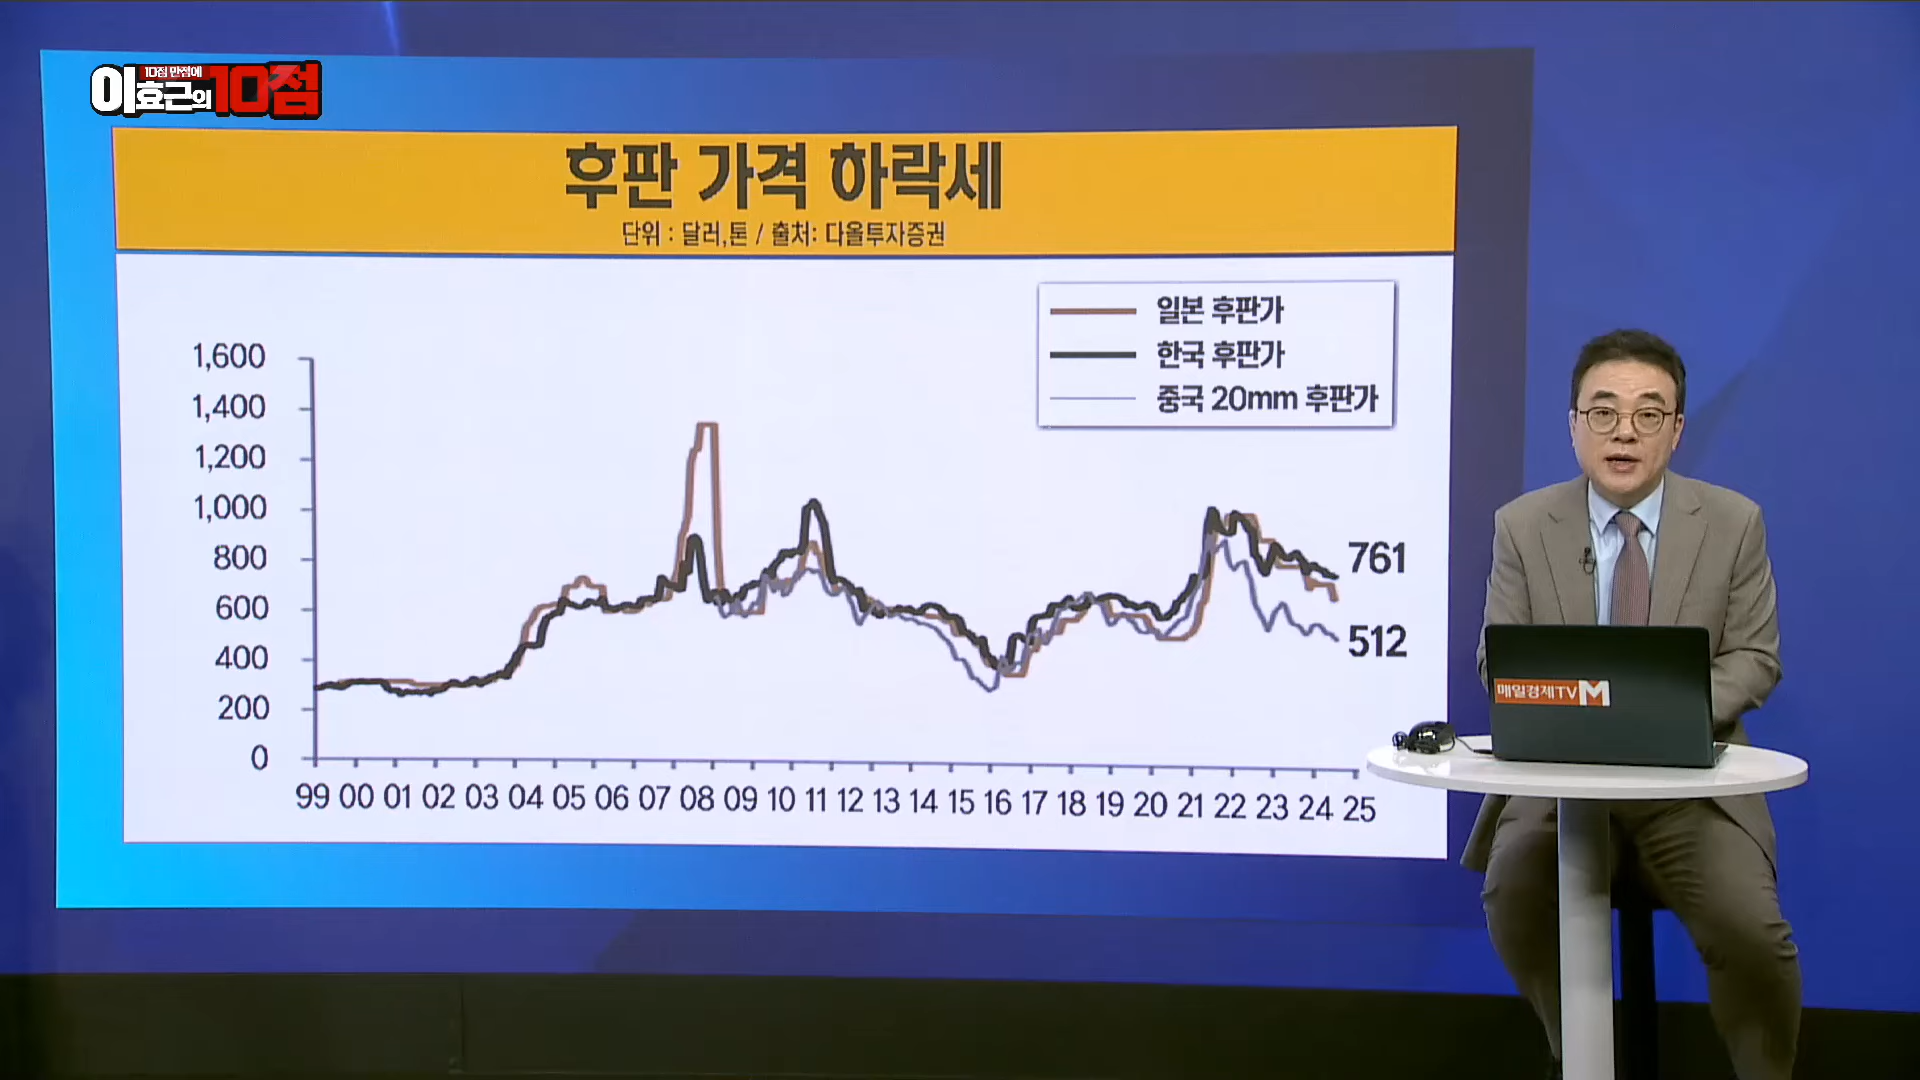 10점 만점에
이효근의 10점
후판 가격 하락세
단위 : 달러,톤 / 출처: 다올투자증권
일본 후판가
한국 후판가
중국 20mm 후판가
1,600
1,400
1,200
1,000
800
600
400
200
0
761
512
99 00 01 02 03 04 05 06 07 08 09 10 11 12 13 14 15 16 17 18 19 20 21 22 23 24 25
매일경제TV M